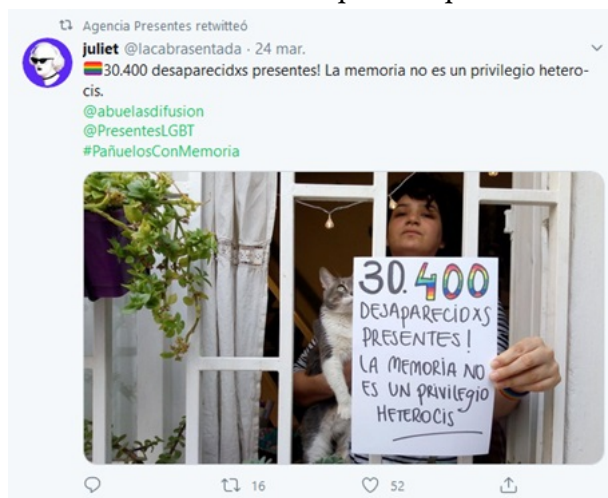 Agencia Presentes retwitteó
juliet @lacabrasentada · 24 mar.
30.400 desaparecidxs presentes! La memoria no es un privilegio hetero-
cis.
@abuelasdifusion
@PresentesLGBT
#PañuelosConMemoria
30.400
DESAPARECIDXS
PRESENTES!
LA MEMORIA NO
ES UN PRIVILEGIO
HETEROCIS
16 52